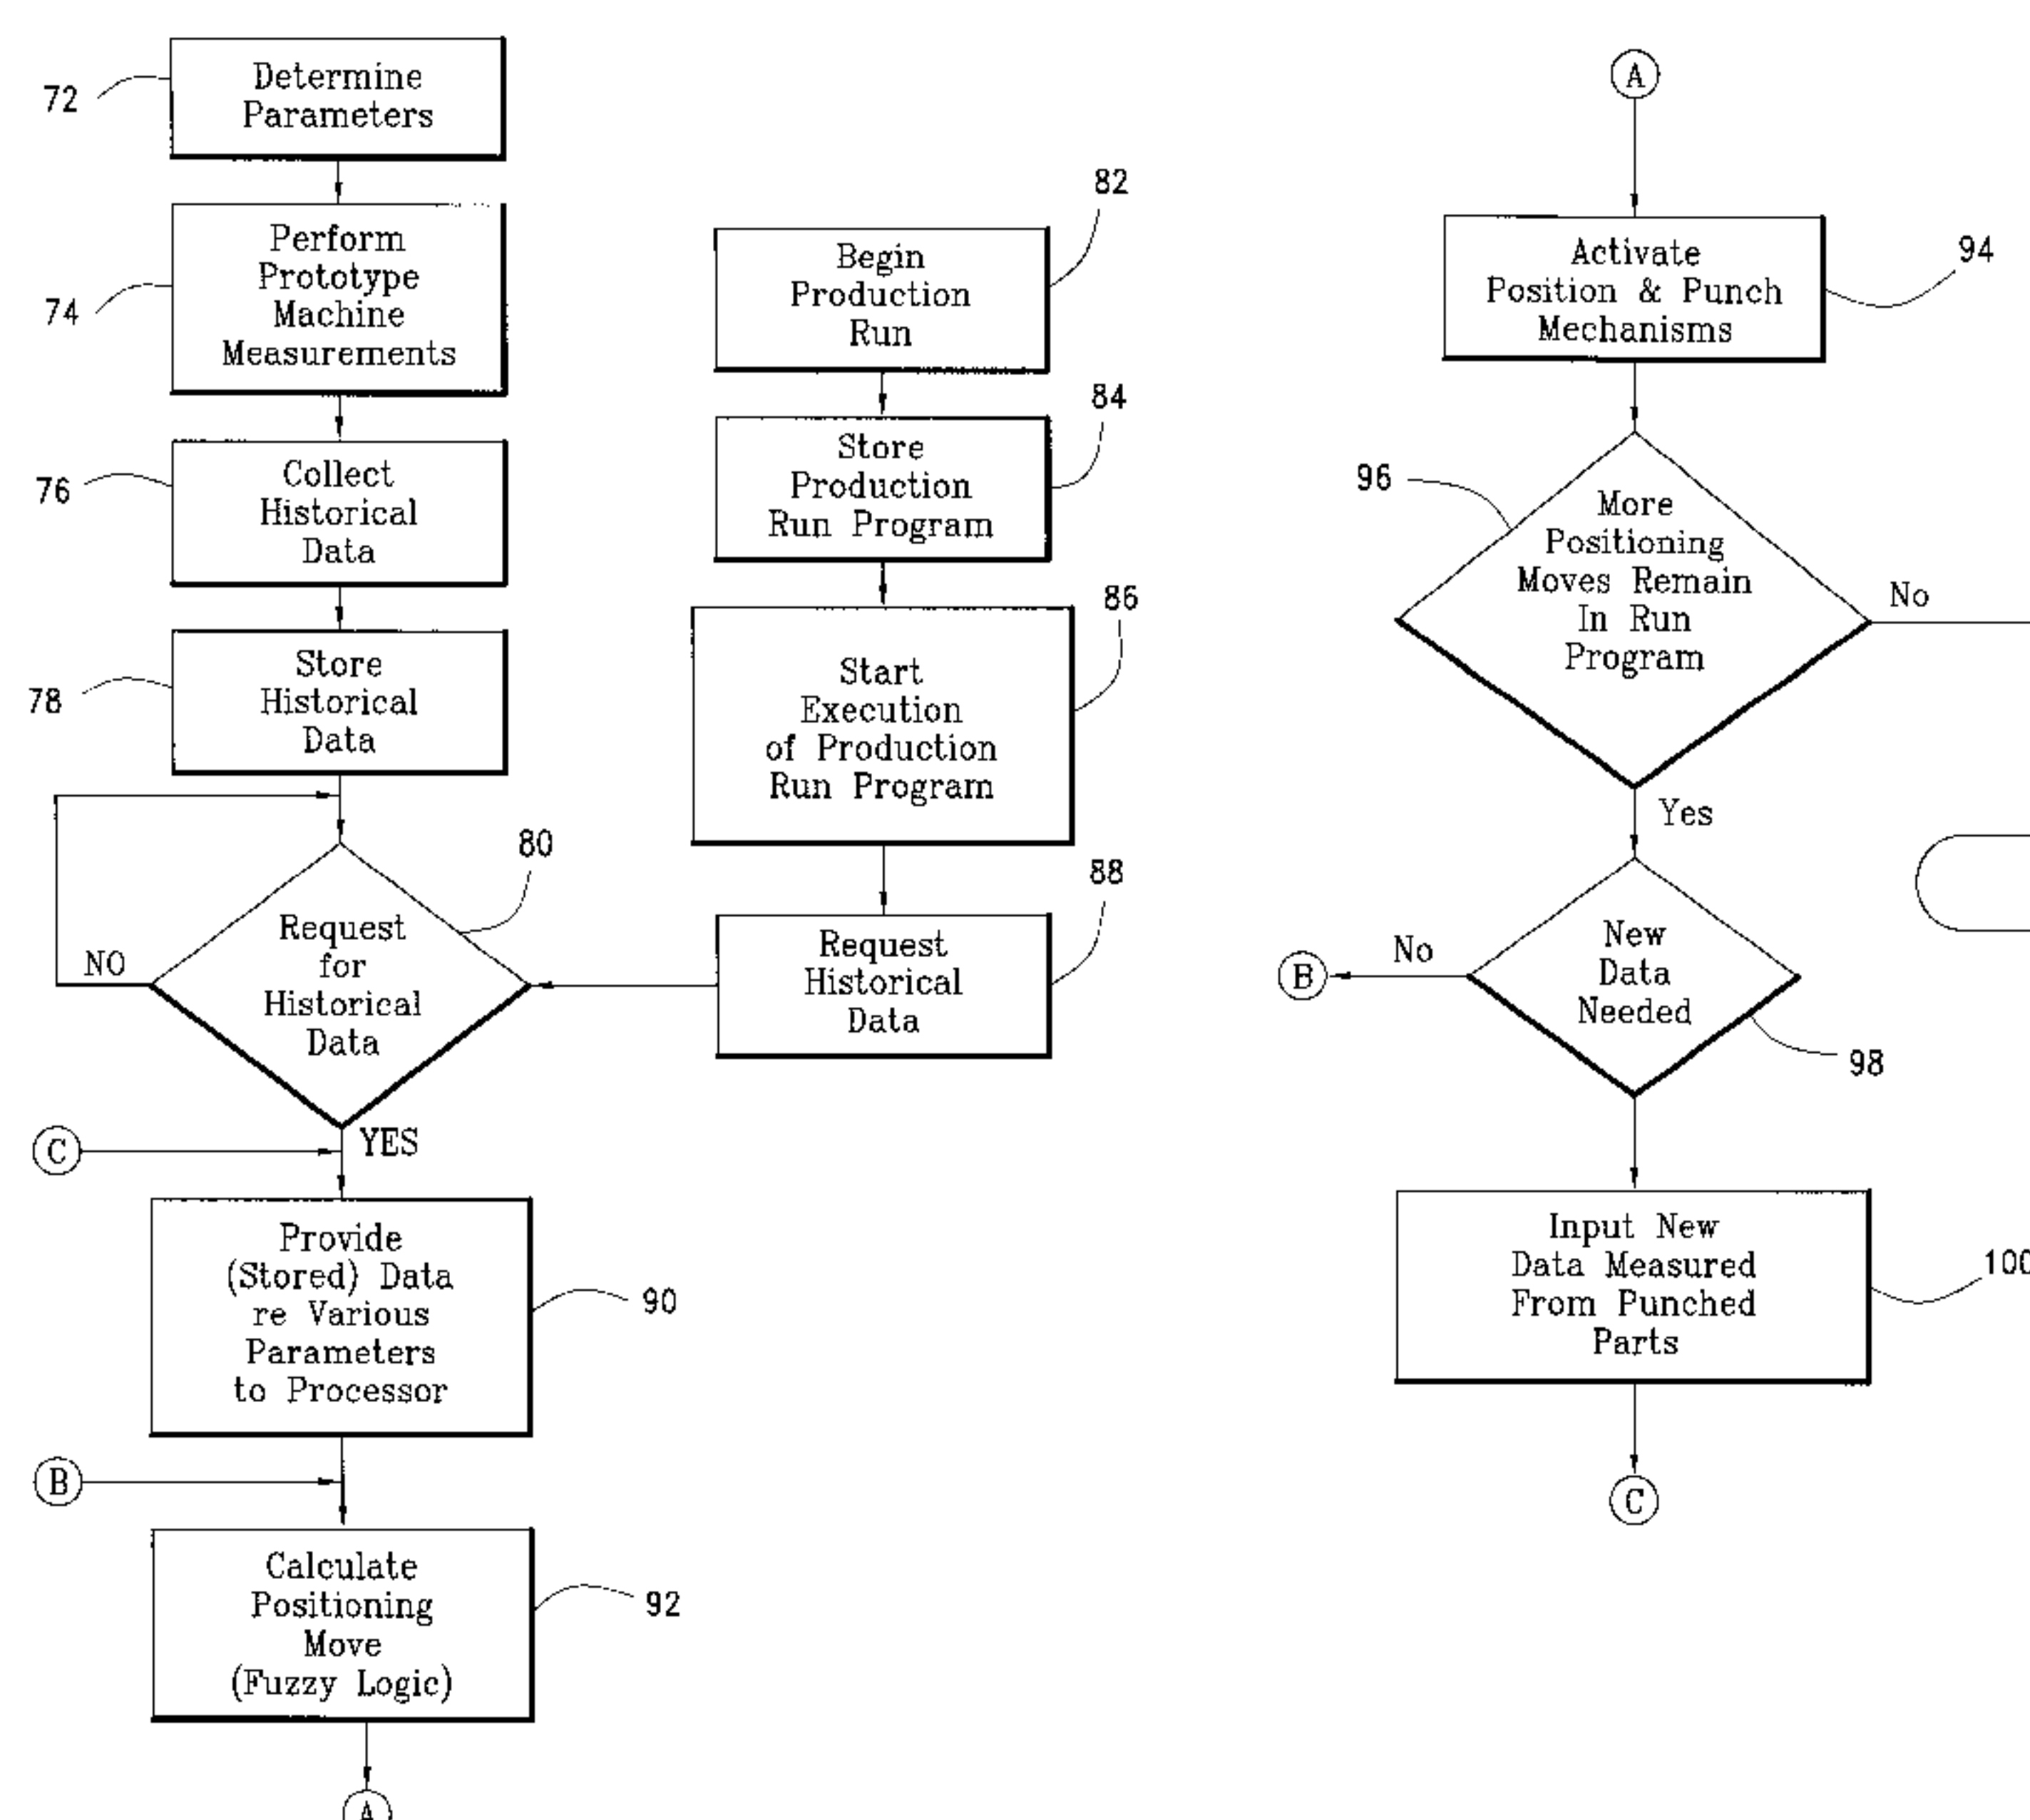 72
Determine
Parameters
74
Perform
Prototype
Machine
Measurements
76
Collect
Historical
Data
78
Store
Historical
Data
80
Request
for
Historical
Data
NO
YES
C
Provide
(Stored) Data
re Various
Parameters
to Processor
90
B
Calculate
Positioning
Move
(Fuzzy Logic)
92
A
82
Begin
Production
Run
84
Store
Production
Run Program
86
Start
Execution
of Production
Run Program
88
Request
Historical
Data
A
Activate
Position & Punch
Mechanisms
94
96
More
Positioning
Moves Remain
In Run
Program
No
Yes
New
Data
Needed
No
B
98
Input New
Data Measured
From Punched
Parts
100
C